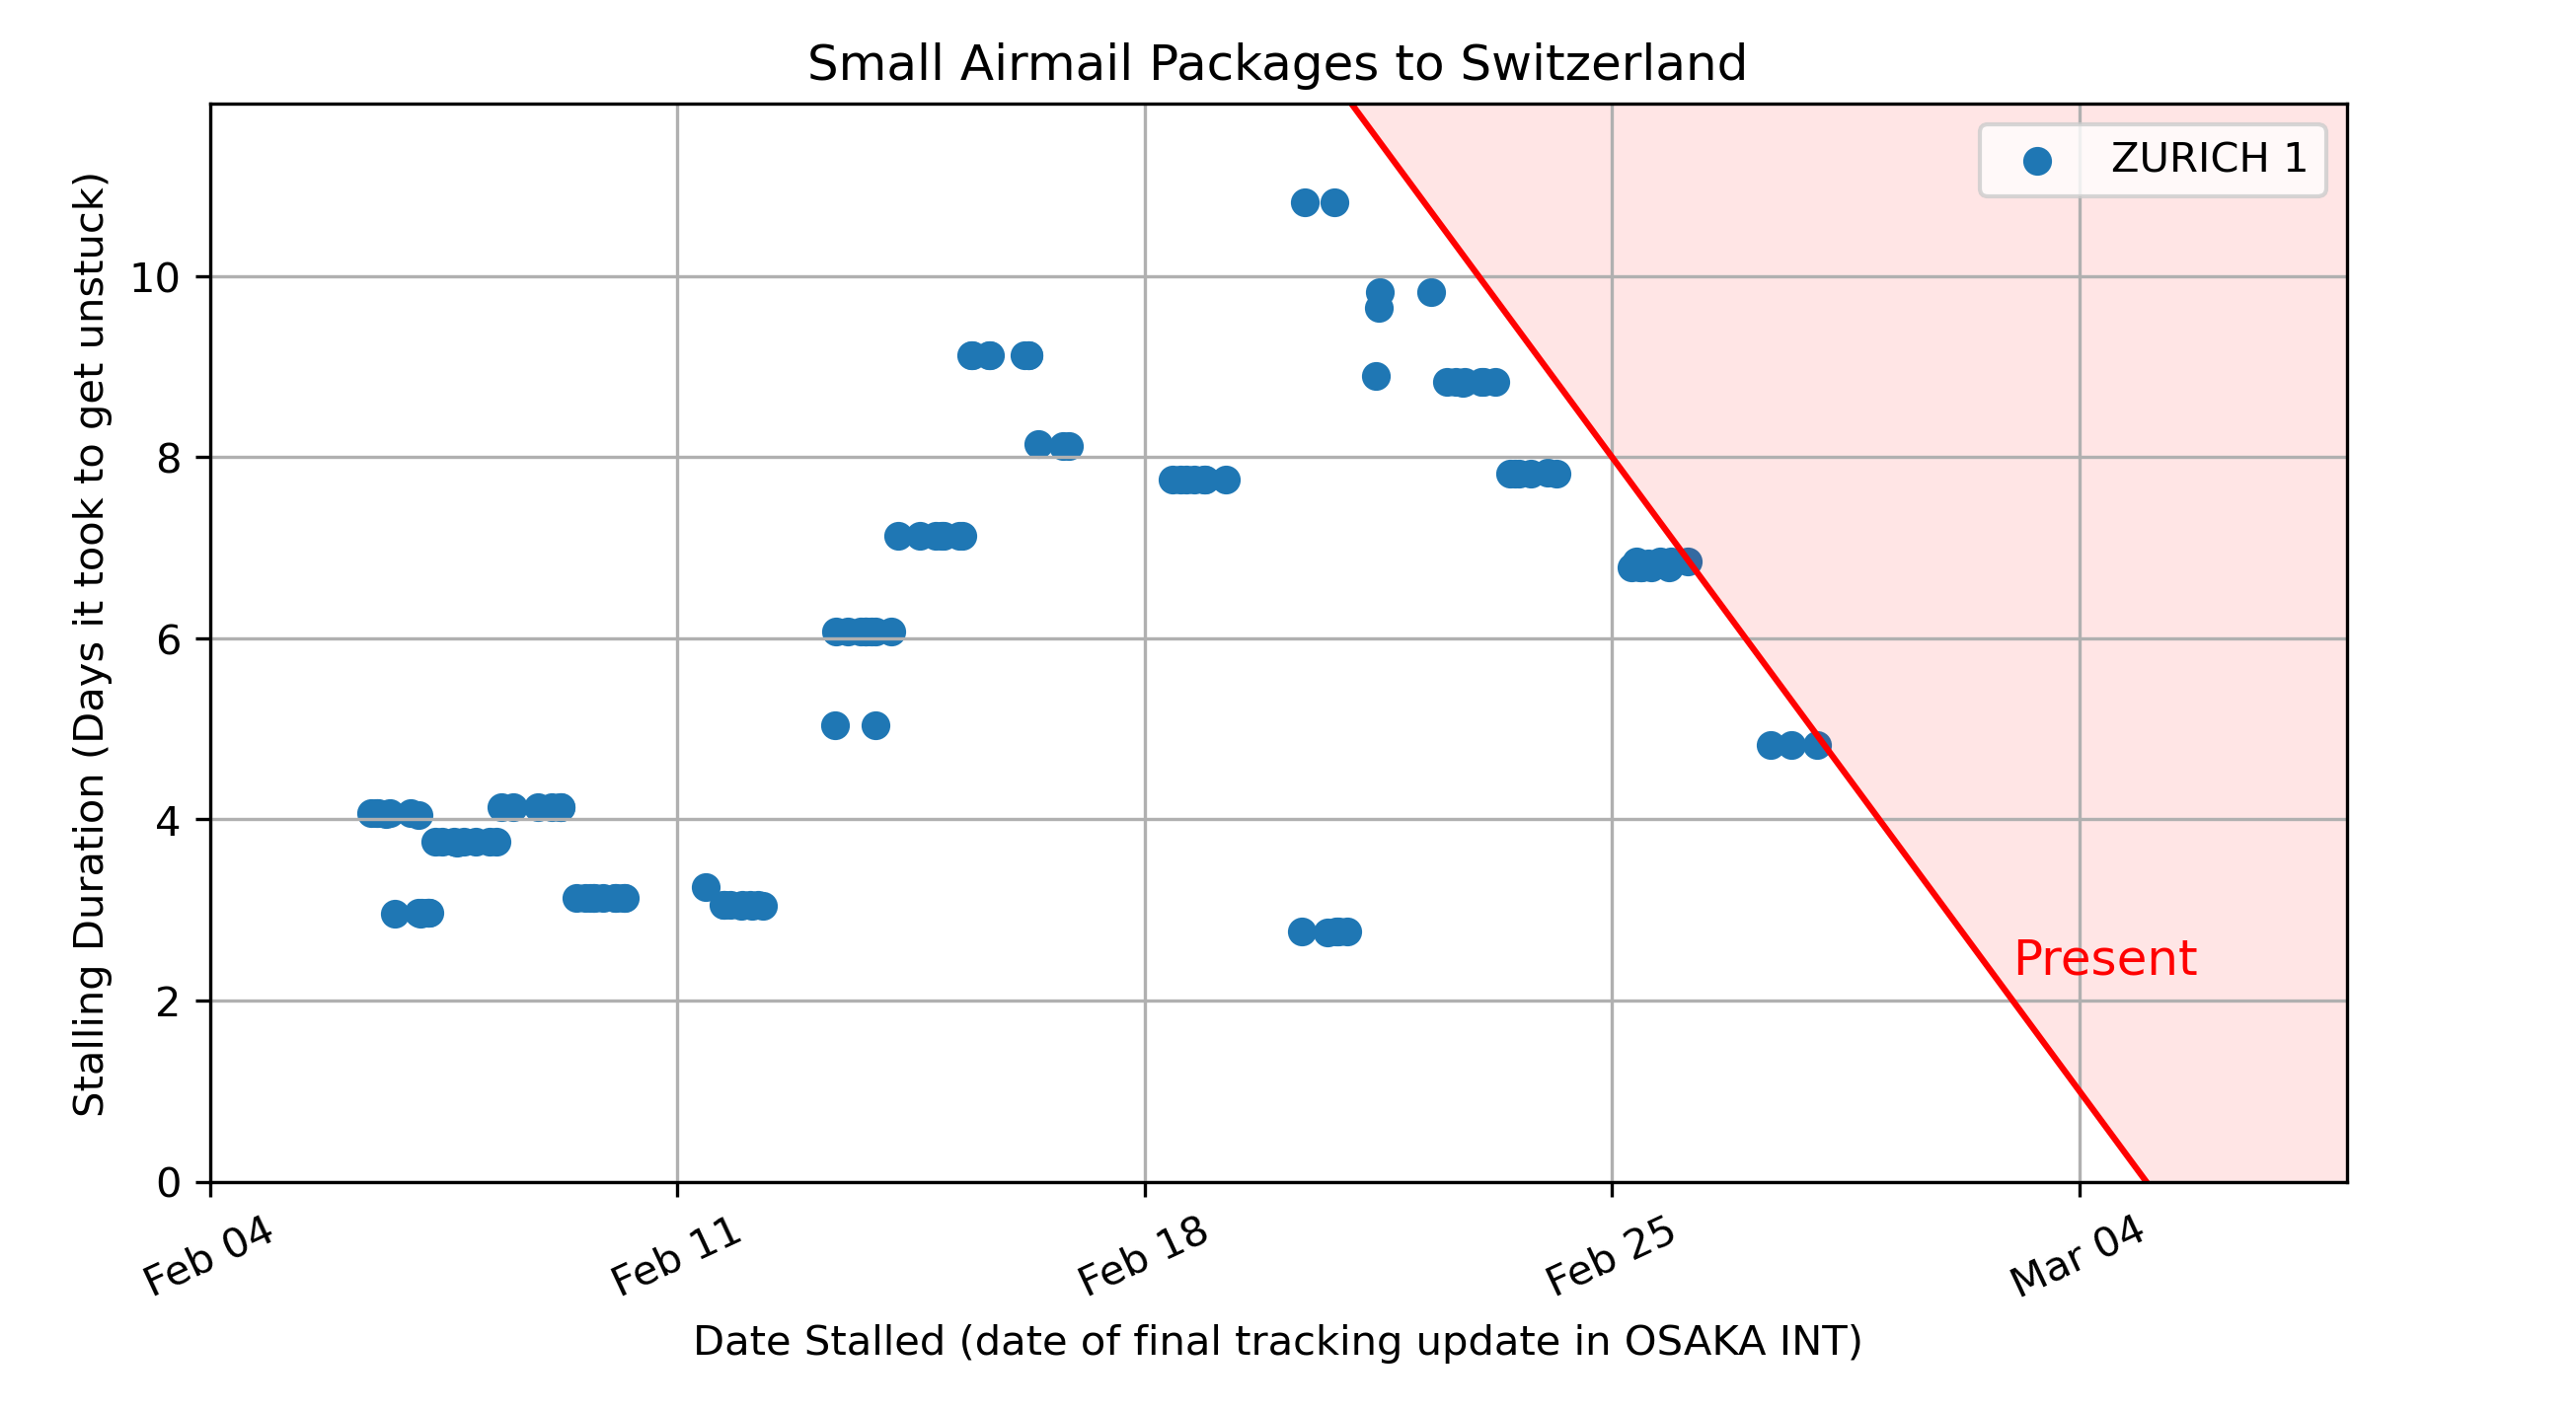 Small Airmail Packages to Switzerland
ZURICH 1
Stalling Duration (Days it took to get unstuck)
10
8
6
4
2
0
Present
Feb 04
Feb 11
Feb 18
Feb 25
Mar 04
Date Stalled (date of final tracking update in OSAKA INT)